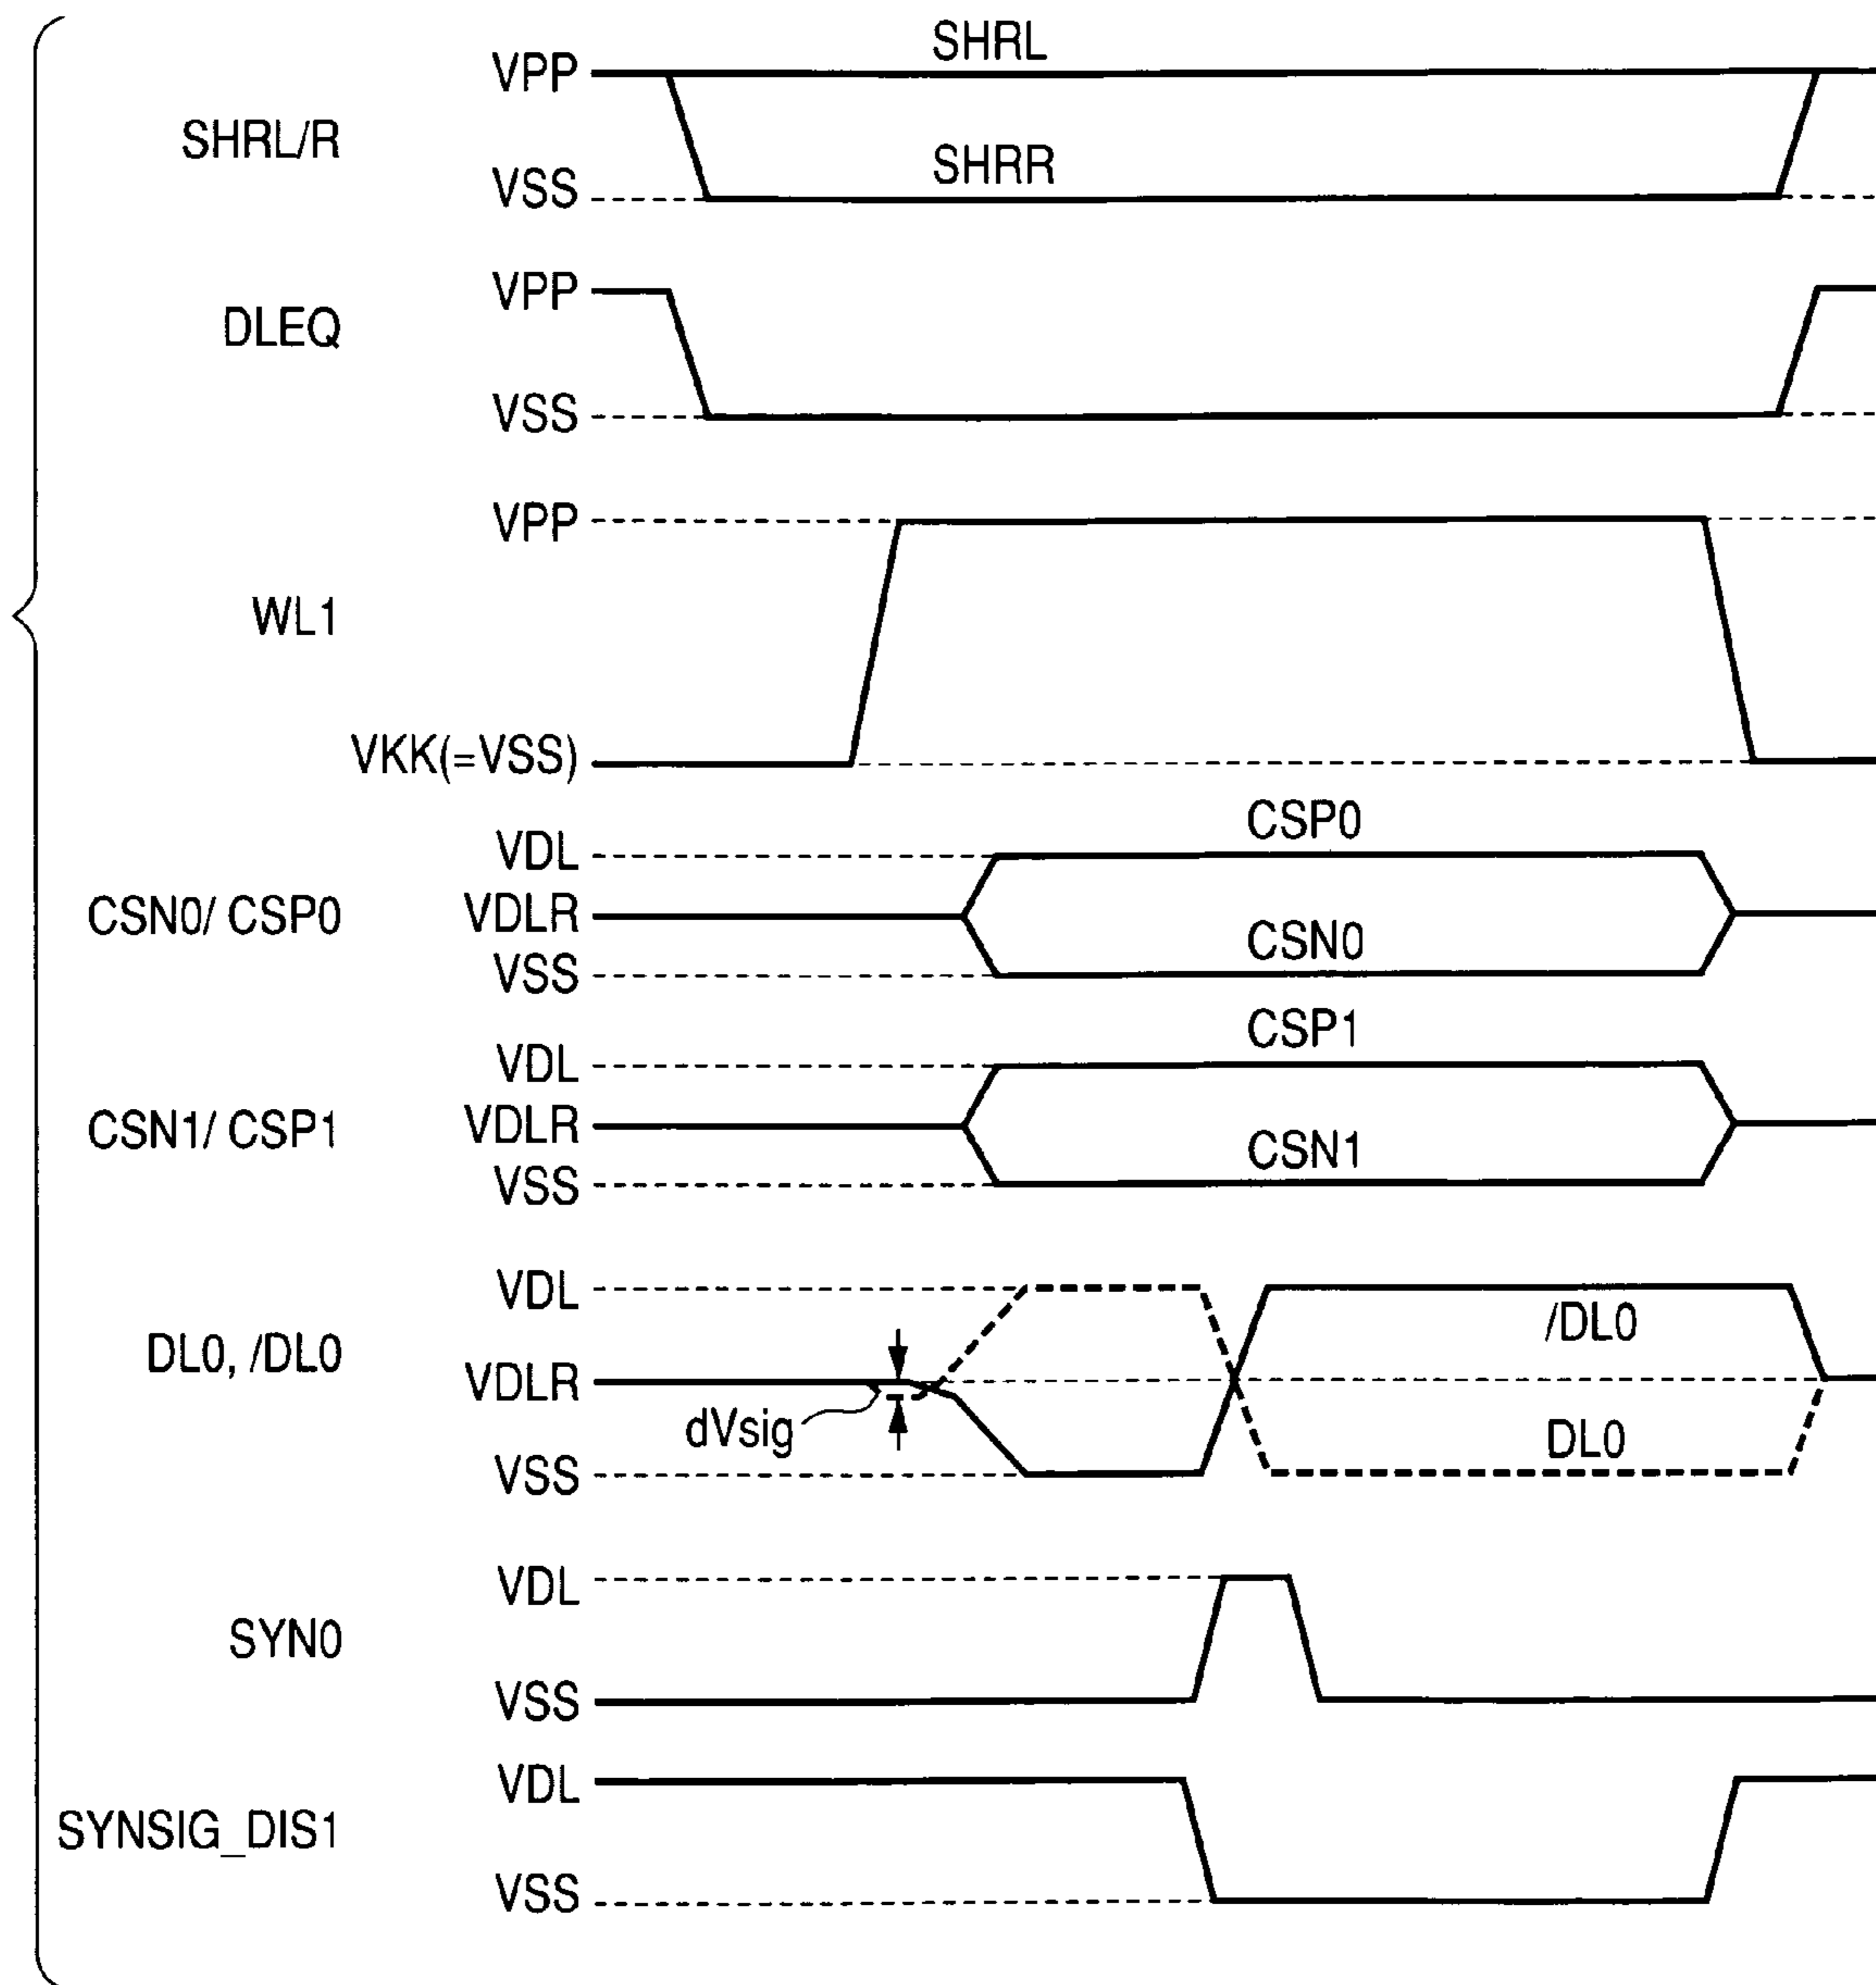 SHRL
VPP
SHRL/R
SHRR
VSS
VPP
DLEQ
VSS
VPP
WL1
VKK(=VSS)
CSP0
VDL
CSN0/ CSP0
VDLR
CSN0
VSS
CSP1
VDL
CSN1/ CSP1
VDLR
CSN1
VSS
VDL
/DL0
DL0, /DL0
VDLR
dVsig
DL0
VSS
VDL
SYN0
VSS
VDL
SYNSIG_DIS1
VSS